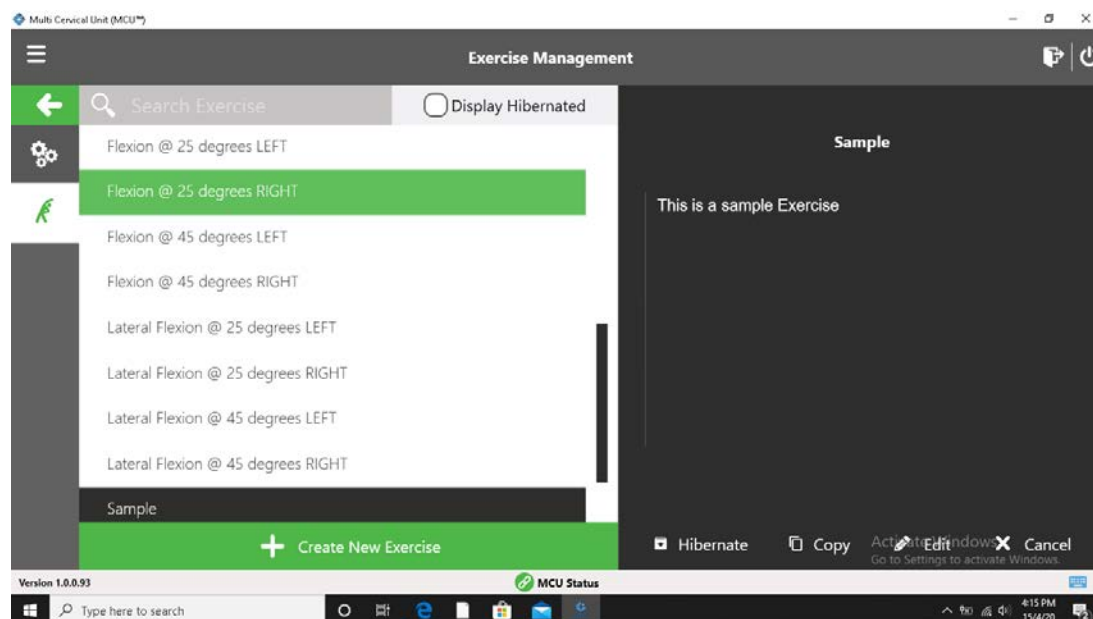 Multi Cervical Unit (MCU™)
Exercise Management
Search Exercise
Display Hibernated
Flexion @ 25 degrees LEFT
Flexion @ 25 degrees RIGHT
Flexion @ 45 degrees LEFT
Flexion @ 45 degrees RIGHT
Lateral Flexion @ 25 degrees LEFT
Lateral Flexion @ 25 degrees RIGHT
Lateral Flexion @ 45 degrees LEFT
Lateral Flexion @ 45 degrees RIGHT
Sample
Create New Exercise
Sample
This is a sample Exercise
Hibernate
Copy
Edit
Cancel
Activate Windows
Go to Settings to activate Windows.
Version 1.0.0.93
MCU Status
Type here to search
4:15 PM
15/4/20